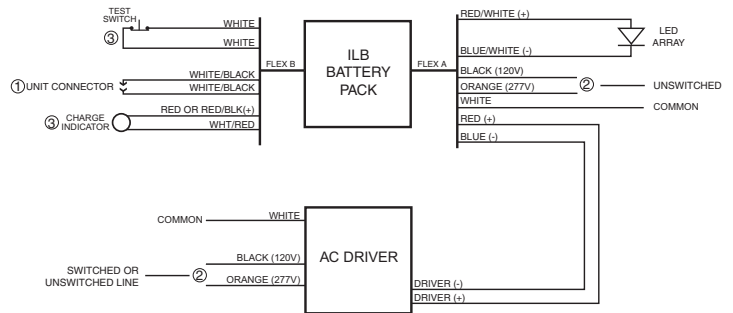 TEST
SWITCH
③
WHITE
WHITE
① UNIT CONNECTOR
WHITE/BLACK
WHITE/BLACK
③ CHARGE
INDICATOR
RED OR RED/BLK(+)
WHT/RED
FLEX B
ILB
BATTERY
PACK
FLEX A
RED/WHITE (+)
BLUE/WHITE (-)
LED
ARRAY
BLACK (120V)
ORANGE (277V)
② UNSWITCHED
WHITE
COMMON
RED (+)
BLUE (-)
COMMON
WHITE
BLACK (120V)
SWITCHED OR
UNSWITCHED LINE
②
ORANGE (277V)
AC DRIVER
DRIVER (-)
DRIVER (+)